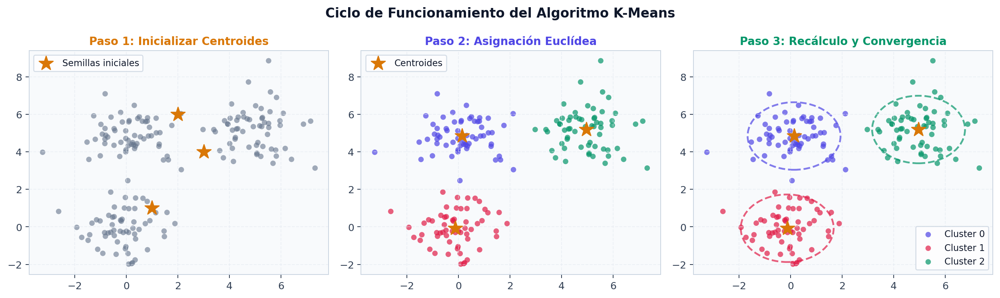 Ciclo de Funcionamiento del Algoritmo K-Means
Paso 1: Inicializar Centroides
Semillas iniciales
8
6
4
2
0
−2
−2 0 2 4 6
Paso 2: Asignación Euclídea
Centroides
8
6
4
2
0
−2
−2 0 2 4 6
Paso 3: Recálculo y Convergencia
8
6
4
2
0
−2
−2 0 2 4 6
Cluster 0
Cluster 1
Cluster 2